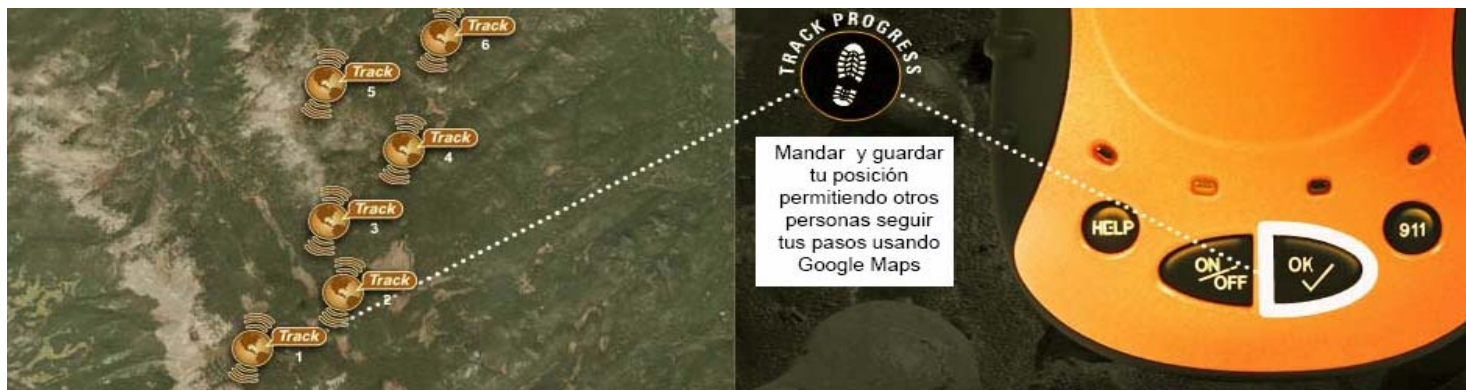 Track
6
Track
5
Track
4
Track
3
Track
2
Track
1
TRACK PROGRESS
Mandar y guardar
tu posición
permitiendo otros
personas seguir
tus pasos usando
Google Maps
HELP
ON/OFF
OK
911